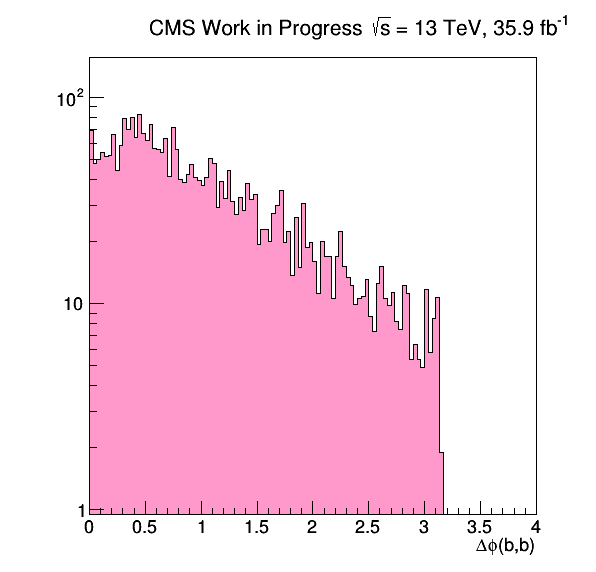 CMS Work in Progress √s = 13 TeV, 35.9 fb⁻¹
10²
10
1
0 0.5 1 1.5 2 2.5 3 3.5 4
Δϕ(b,b)